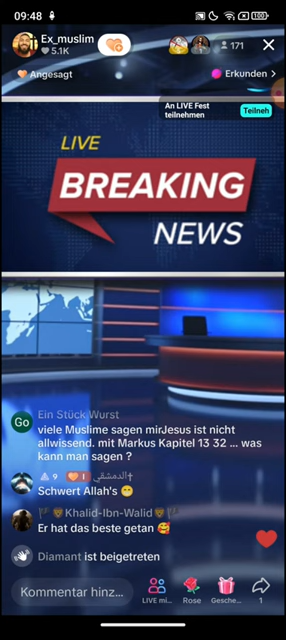 09:48
100
Ex_muslim
5.1K
171
Angesagt
Erkunden >
An LIVE Fest
teilnehmen
Teilneh
LIVE
BREAKING
NEWS
Go
Ein Stück Wurst
viele Muslime sagen mirJesus ist nicht
allwissend. mit Markus Kapitel 13 32 ... was
kann man sagen ?
9
1
الدمشقي†
Schwert Allah's 😁
🏴🦁Khalid-Ibn-Walid🦁🏴
Er hat das beste getan 🥰
Diamant ist beigetreten
Kommentar hinz...
LIVE mi...
Rose
Gesche...
1